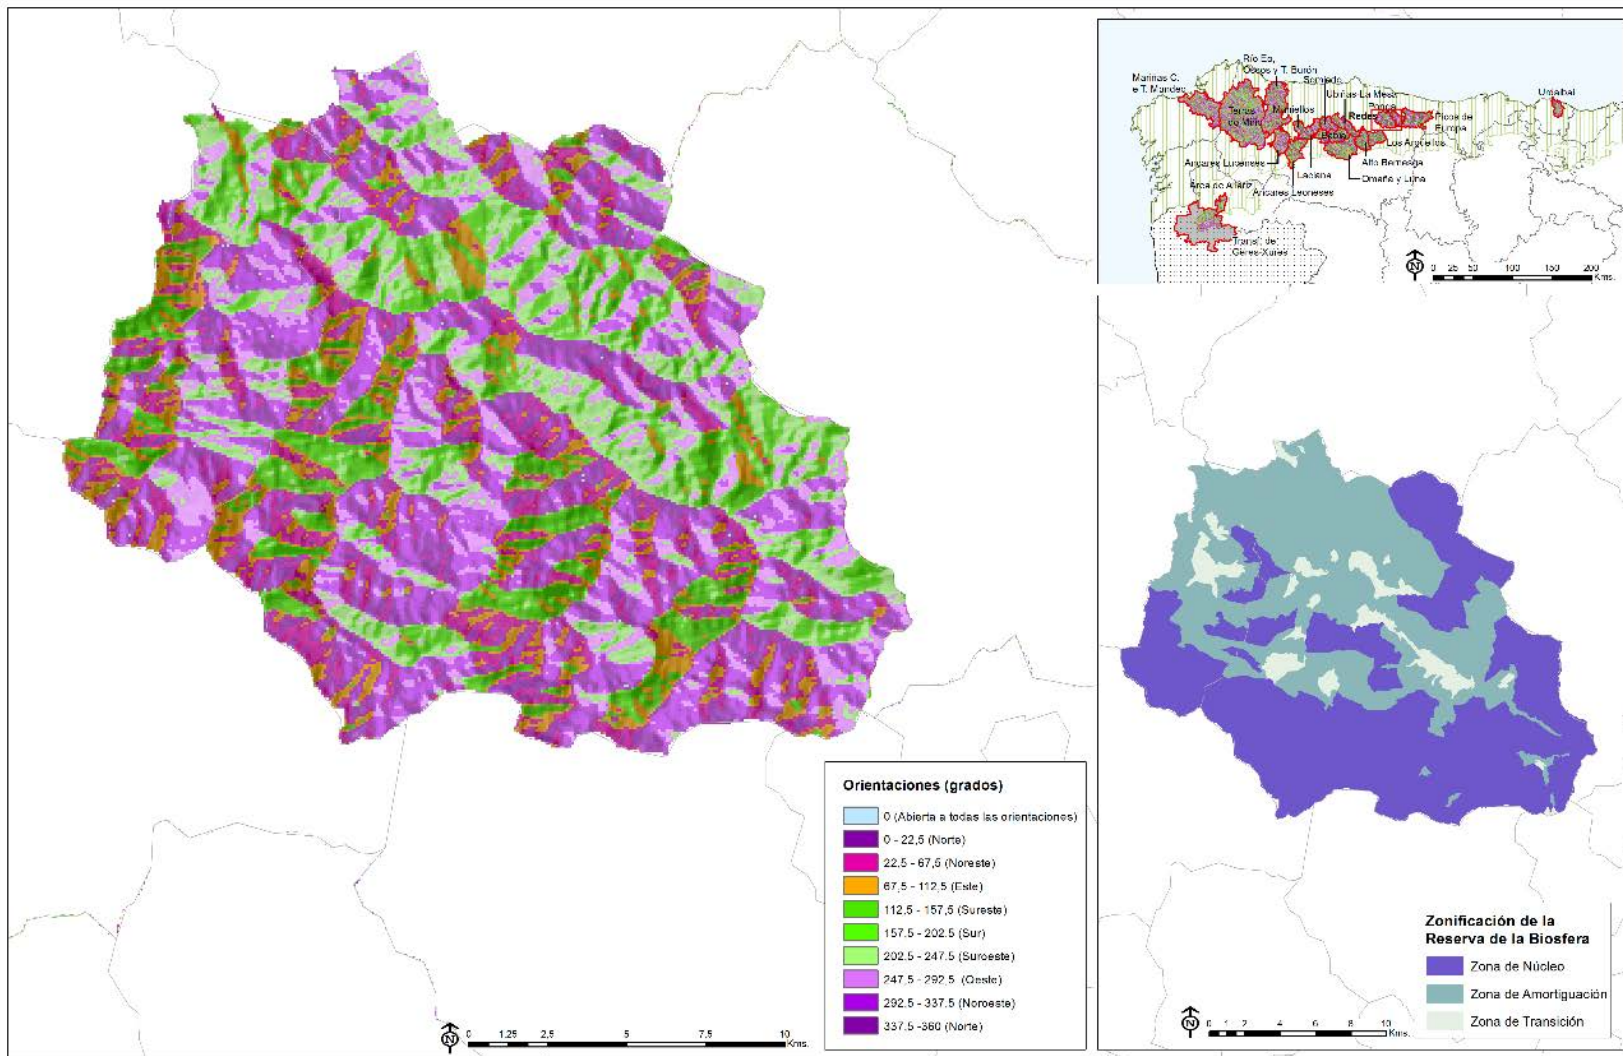 Río Eo,
Oscos y T. Burón
Somiedo
Marinas C.
e T. Mandeo
Ubiñas-La Mesa
Urdaibai
Ponga
Terras
do Miño
Muniellos
Redes
Picos de
Europa
Babia
Los Argüellos
Ancares Lucenses
Alto Bernesga
Laciana
Omaña y Luna
Área de Allariz
Ancares Leoneses
Transf. de
Gerês-Xurés
N
0 25 50 100 150 200
Kms.
Orientaciones (grados)
0 (Abierta a todas las orientaciones)
0 - 22,5 (Norte)
22,5 - 67,5 (Noreste)
67,5 - 112,5 (Este)
112,5 - 157,5 (Sureste)
157,5 - 202,5 (Sur)
202,5 - 247,5 (Suroeste)
247,5 - 292,5 (Oeste)
292,5 - 337,5 (Noroeste)
337,5 -360 (Norte)
N
0 1,25 2,5 5 7,5 10
Kms.
Zonificación de la
Reserva de la Biosfera
Zona de Núcleo
Zona de Amortiguación
Zona de Transición
N
0 1 2 4 6 8 10
Kms.